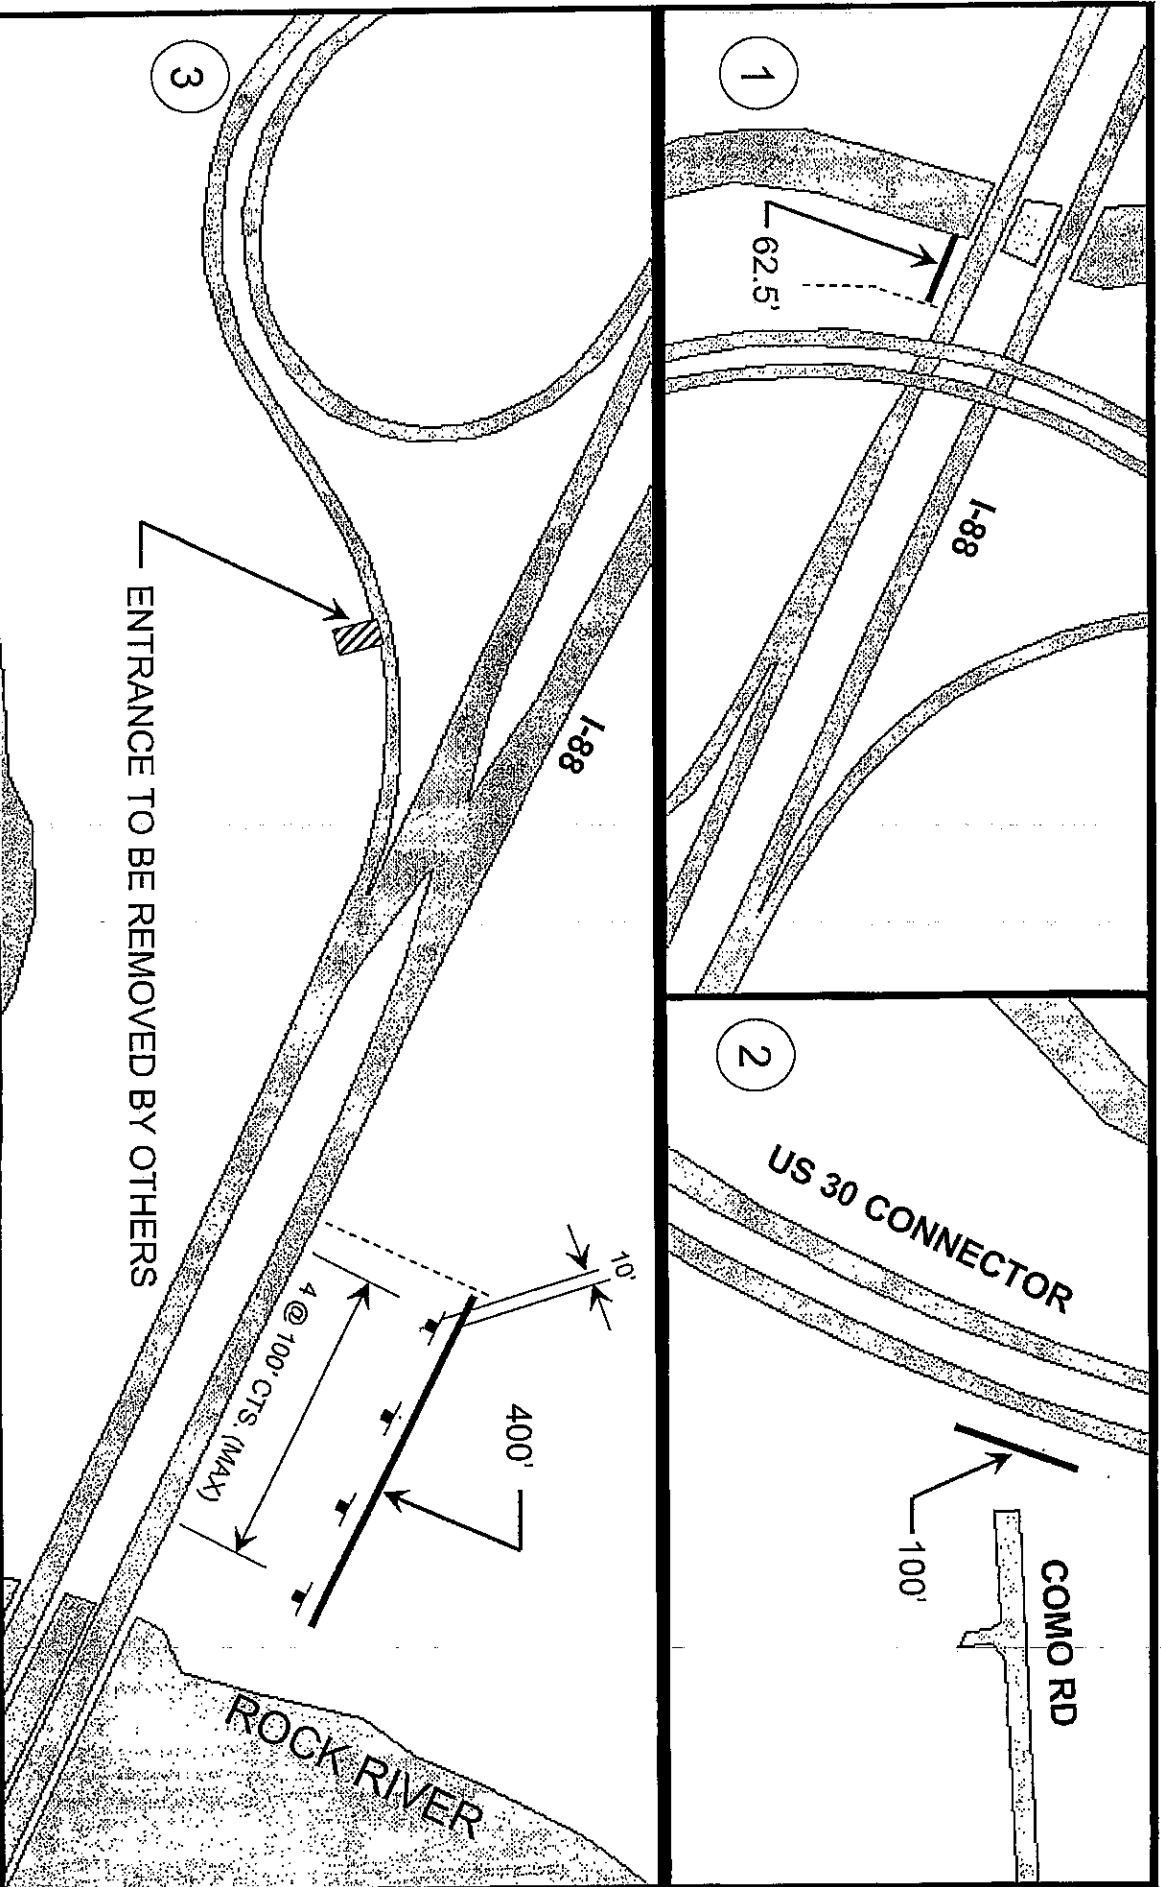 1
62.5'
I-88
2
US 30 CONNECTOR
100'
COMO RD
3
I-88
ENTRANCE TO BE REMOVED BY OTHERS
10'
4 @ 100' CTS. (MAX)
400'
ROCK RIVER